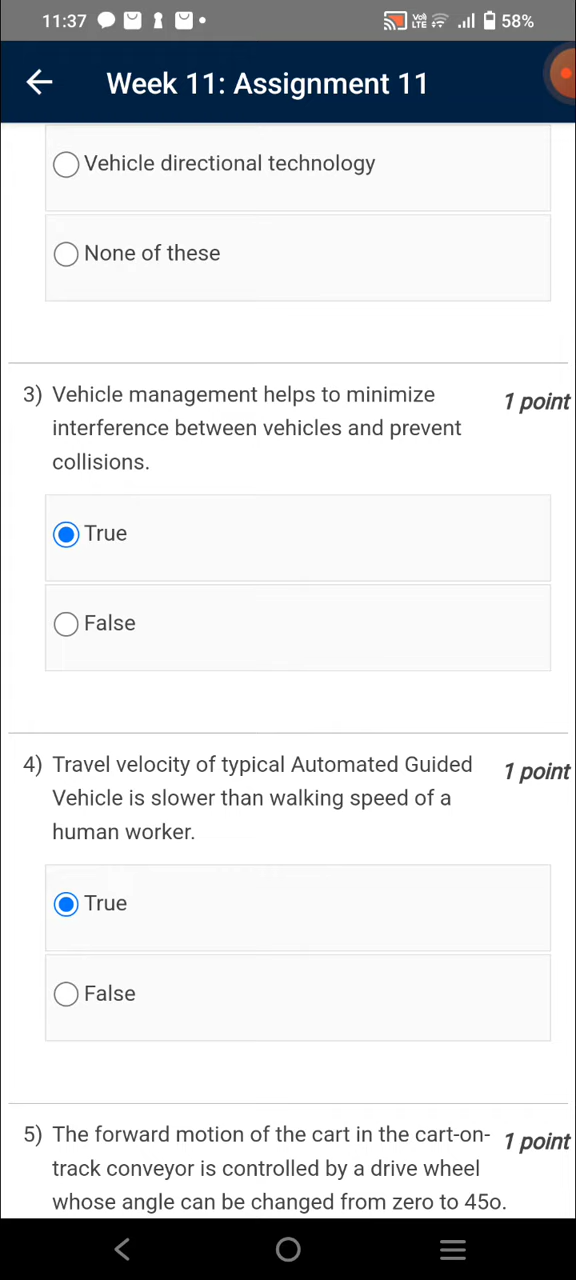 11:37
VoB
LTE
58%
Week 11: Assignment 11
Vehicle directional technology
None of these
3) Vehicle management helps to minimize
1 point
interference between vehicles and prevent
collisions.
True
False
4) Travel velocity of typical Automated Guided
1 point
Vehicle is slower than walking speed of a
human worker.
True
False
5) The forward motion of the cart in the cart-on-
1 point
track conveyor is controlled by a drive wheel
whose angle can be changed from zero to 45o.